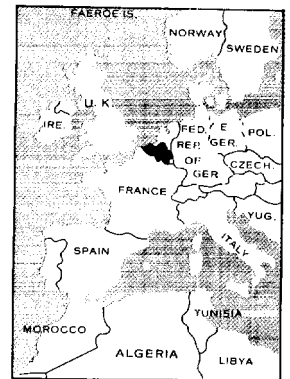 FAEROE IS.
NORWAY
SWEDEN
U. K.
IRE.
FED.
REP.
OF
GER
E
GER.
POL.
CZECH.
FRANCE
YUG.
ITALY
SPAIN
MOROCCO
ALGERIA
TUNISIA
LIBYA